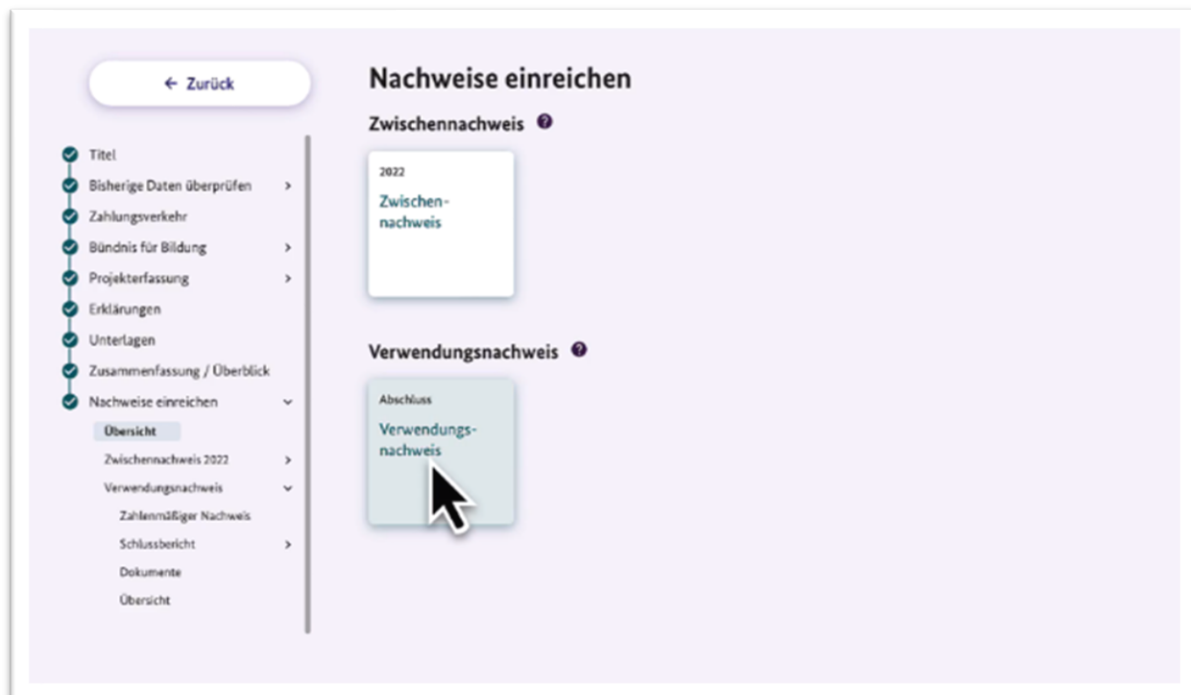 ← Zurück
Titel
Bisherige Daten überprüfen
Zahlungsverkehr
Bündnis für Bildung
Projekterfassung
Erklärungen
Unterlagen
Zusammenfassung / Überblick
Nachweise einreichen
Übersicht
Zwischennachweis 2022
Verwendungsnachweis
Zahlenmäßiger Nachweis
Schlussbericht
Dokumente
Übersicht
Nachweise einreichen
Zwischennachweis ?
2022
Zwischen-
nachweis
Verwendungsnachweis ?
Abschluss
Verwendungs-
nachweis